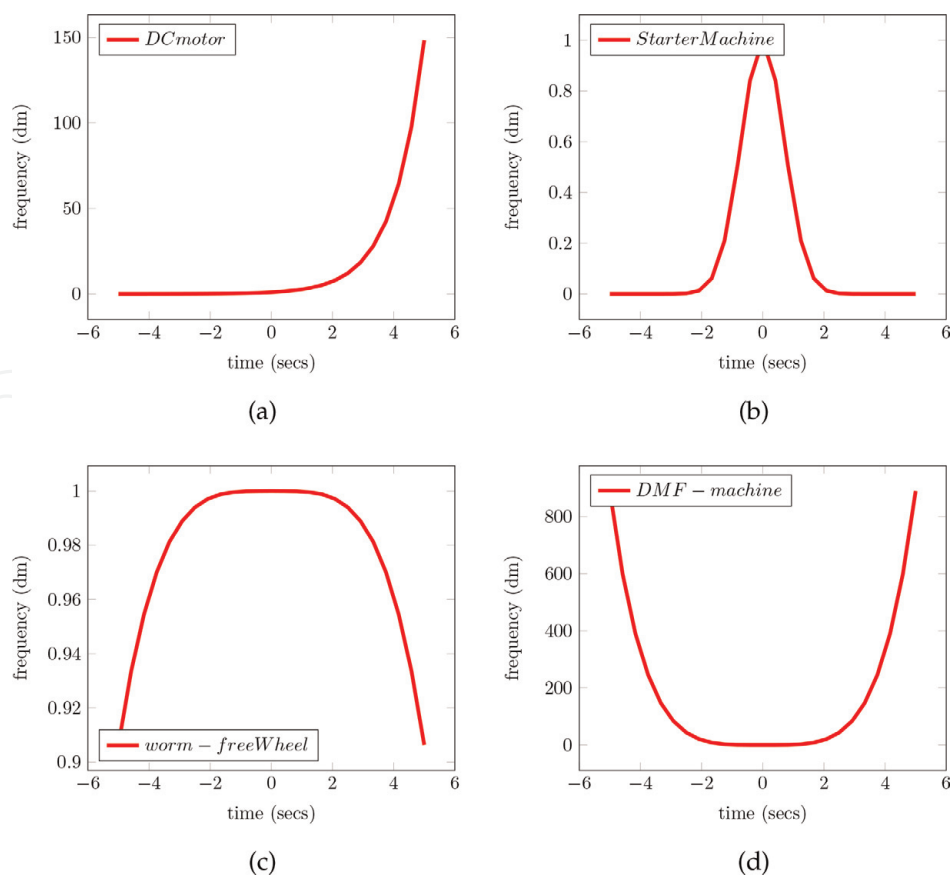 DCmotor
150
100
50
0
frequency (dm)
−6 −4 −2 0 2 4 6
time (secs)
(a)
StarterMachine
1
0.8
0.6
0.4
0.2
0
frequency (dm)
−6 −4 −2 0 2 4 6
time (secs)
(b)
1
0.98
0.96
0.94
0.92
0.9
frequency (dm)
worm − freeWheel
−6 −4 −2 0 2 4 6
time (secs)
(c)
DMF − machine
800
600
400
200
0
frequency (dm)
−6 −4 −2 0 2 4 6
time (secs)
(d)